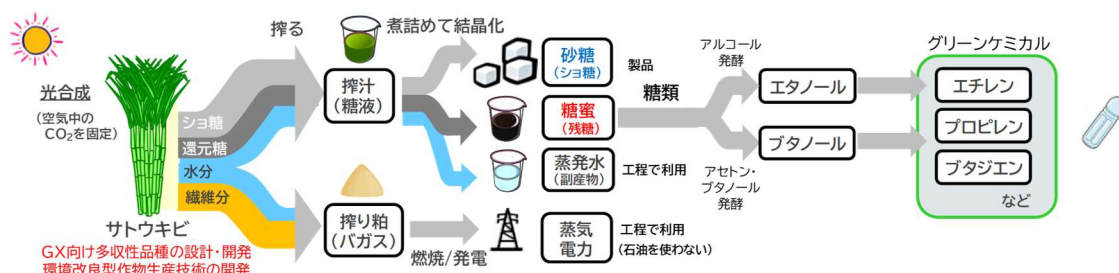 光合成
(空気中の
CO₂を固定)
ショ糖
還元糖
水分
繊維分
サトウキビ
GX向け多収性品種の設計・開発
環境改良型作物生産技術の開発
搾る
搾汁
(糖液)
搾り粕
(バガス)
煮詰めて結晶化
燃焼/発電
砂糖
(ショ糖)
製品
糖蜜
(残糖)
糖類
蒸発水
(副産物)
工程で利用
蒸気
電力
工程で利用
(石油を使わない)
アルコール
発酵
アセトン・
ブタノール
発酵
エタノール
ブタノール
グリーンケミカル
エチレン
プロピレン
ブタジエン
など